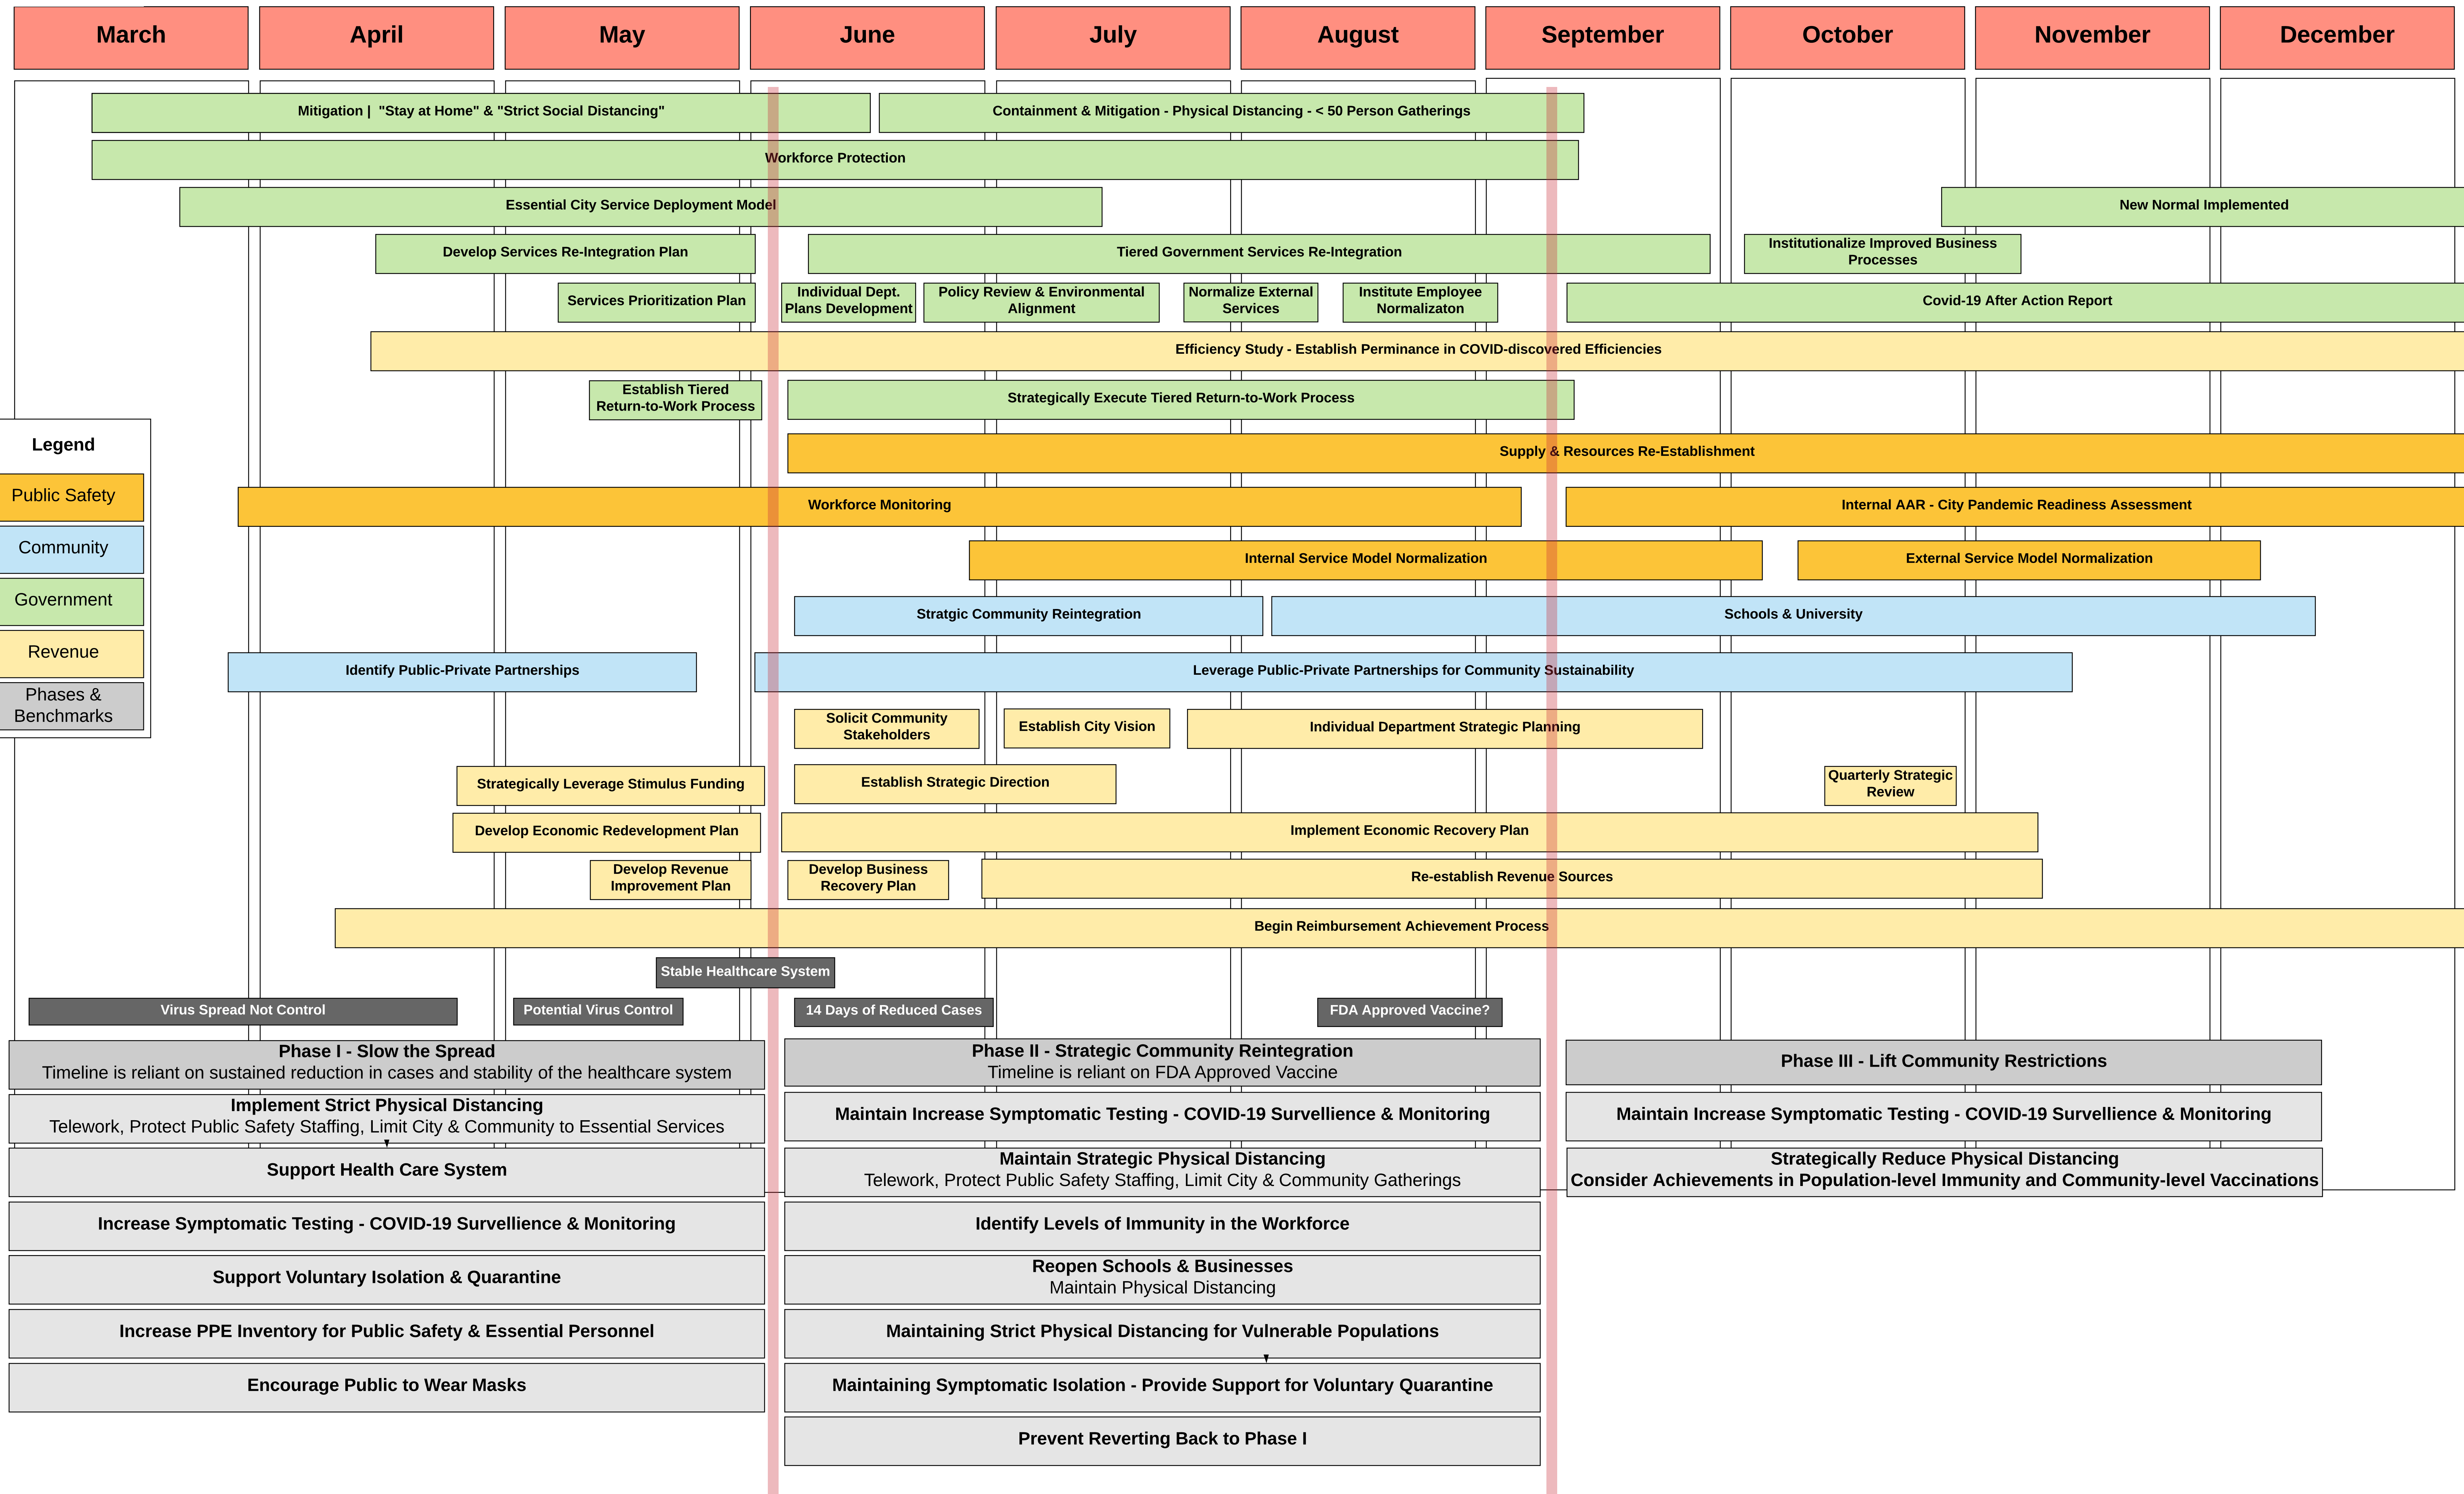 March
April
May
June
July
August
September
October
November
December
Mitigation | "Stay at Home" & "Strict Social Distancing"
Containment & Mitigation - Physical Distancing - < 50 Person Gatherings
Workforce Protection
Essential City Service Deployment Model
New Normal Implemented
Develop Services Re-Integration Plan
Tiered Government Services Re-Integration
Institutionalize Improved Business
Processes
Services Prioritization Plan
Individual Dept.
Plans Development
Policy Review & Environmental
Alignment
Normalize External
Services
Institute Employee
Normalizaton
Covid-19 After Action Report
Efficiency Study - Establish Perminance in COVID-discovered Efficiencies
Establish Tiered
Return-to-Work Process
Strategically Execute Tiered Return-to-Work Process
Legend
Public Safety
Community
Government
Revenue
Phases &
Benchmarks
Supply & Resources Re-Establishment
Workforce Monitoring
Internal AAR - City Pandemic Readiness Assessment
Internal Service Model Normalization
External Service Model Normalization
Stratgic Community Reintegration
Schools & University
Identify Public-Private Partnerships
Leverage Public-Private Partnerships for Community Sustainability
Solicit Community
Stakeholders
Establish City Vision
Individual Department Strategic Planning
Strategically Leverage Stimulus Funding
Establish Strategic Direction
Quarterly Strategic
Review
Develop Economic Redevelopment Plan
Implement Economic Recovery Plan
Develop Revenue
Improvement Plan
Develop Business
Recovery Plan
Re-establish Revenue Sources
Begin Reimbursement Achievement Process
Stable Healthcare System
Virus Spread Not Control
Potential Virus Control
14 Days of Reduced Cases
FDA Approved Vaccine?
Phase I - Slow the Spread
Timeline is reliant on sustained reduction in cases and stability of the healthcare system
Implement Strict Physical Distancing
Telework, Protect Public Safety Staffing, Limit City & Community to Essential Services
Support Health Care System
Increase Symptomatic Testing - COVID-19 Survellience & Monitoring
Support Voluntary Isolation & Quarantine
Increase PPE Inventory for Public Safety & Essential Personnel
Encourage Public to Wear Masks
Phase II - Strategic Community Reintegration
Timeline is reliant on FDA Approved Vaccine
Maintain Increase Symptomatic Testing - COVID-19 Survellience & Monitoring
Maintain Strategic Physical Distancing
Telework, Protect Public Safety Staffing, Limit City & Community Gatherings
Identify Levels of Immunity in the Workforce
Reopen Schools & Businesses
Maintain Physical Distancing
Maintaining Strict Physical Distancing for Vulnerable Populations
Maintaining Symptomatic Isolation - Provide Support for Voluntary Quarantine
Prevent Reverting Back to Phase I
Phase III - Lift Community Restrictions
Maintain Increase Symptomatic Testing - COVID-19 Survellience & Monitoring
Strategically Reduce Physical Distancing
Consider Achievements in Population-level Immunity and Community-level Vaccinations